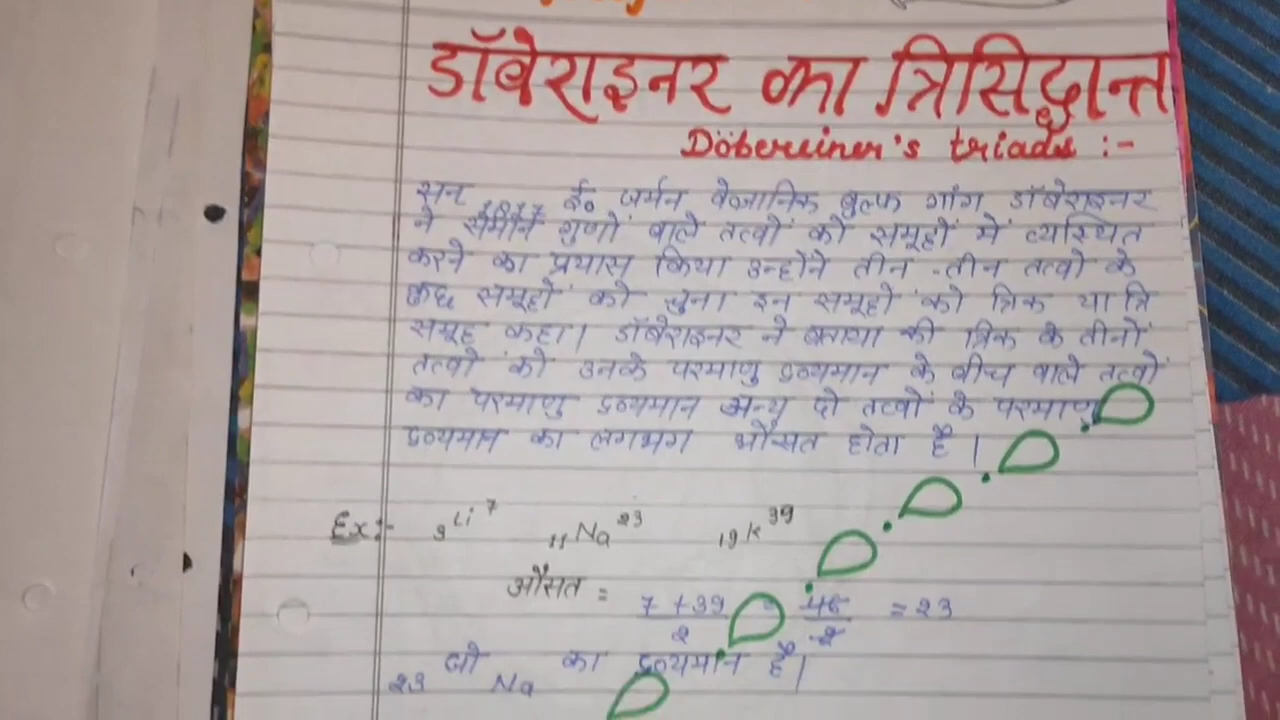 डॉबेराइनर का त्रिसिद्धान्त
Döbereiner's triads :-
सन 1817 ई० जर्मन वैज्ञानिक वुल्फ गांग डॉबेराइनर
ने समान गुणों वाले तत्वों को समूहों में व्यस्थित
करने का प्रयास किया उन्होंने तीन -तीन तत्वो के
कुछ समूहों को चुना इन समूहों को त्रिक या त्रि
समूह कहा। डॉबेराइनर ने बताया की त्रिक के तीनों
तत्वों को उनके परमाणु द्रव्यमान के बीच वाले तत्वों
का परमाणु द्रव्यमान अन्य दो तत्वों के परमाणु
द्रव्यमान का लगभग औसत होता है।
Ex:- ₃Li⁷ ₁₁Na²³ ₁₉K³⁹
औसत = 7+39/2 = 46/2 = 23
जो का द्रव्यमान है।
23 Na